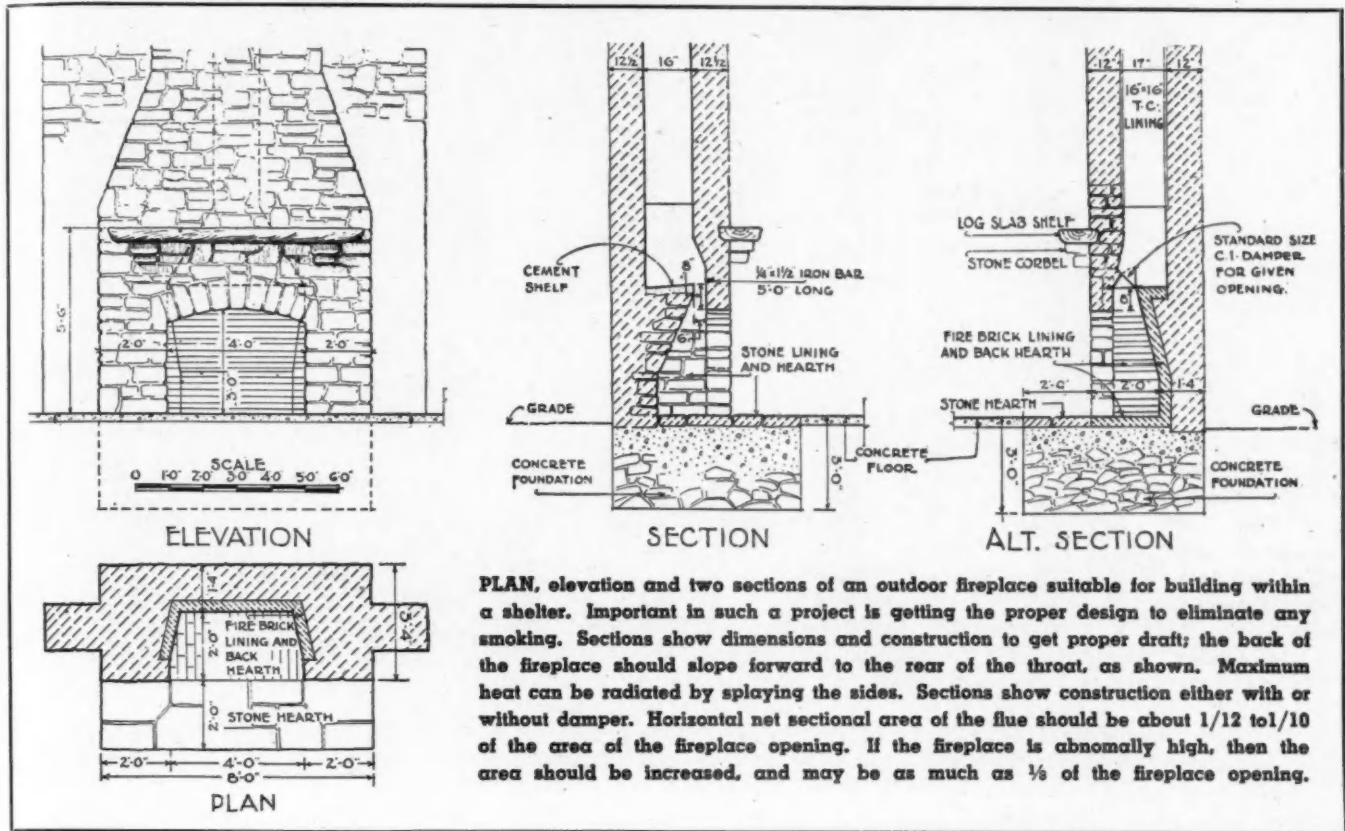 5'-6"
2'-0"
4'-0"
2'-0"
3'-0"
SCALE
0 1'-0" 2'-0" 3'-0" 4'-0" 5'-0" 6'-0"
ELEVATION
12½ 16" 12½
CEMENT
SHELF
8"
¼"×1½" IRON BAR
5'-0" LONG
6"
STONE LINING
AND HEARTH
GRADE
CONCRETE
FLOOR
CONCRETE
FOUNDATION
3'-0"
SECTION
12" 17" 12"
16"×16"
T.C.
LINING
LOG SLAB SHELF
STONE CORBEL
STANDARD SIZE
C.I. DAMPER
FOR GIVEN
OPENING.
8"
FIRE BRICK LINING
AND BACK HEARTH
2'-0" 2'-0" 1'-4"
STONE HEARTH
GRADE
3'-0"
CONCRETE
FOUNDATION
ALT. SECTION
1'-4"
FIRE BRICK
LINING AND
BACK
HEARTH
2'-0"
3'-4"
2'-0"
STONE HEARTH
2'-0" 4'-0" 2'-0"
8'-0"
PLAN
PLAN, elevation and two sections of an outdoor fireplace suitable for building within
a shelter. Important in such a project is getting the proper design to eliminate any
smoking. Sections show dimensions and construction to get proper draft; the back of
the fireplace should slope forward to the rear of the throat, as shown. Maximum
heat can be radiated by splaying the sides. Sections show construction either with or
without damper. Horizontal net sectional area of the flue should be about 1/12 to1/10
of the area of the fireplace opening. If the fireplace is abnomally high, then the
area should be increased, and may be as much as ⅛ of the fireplace opening.